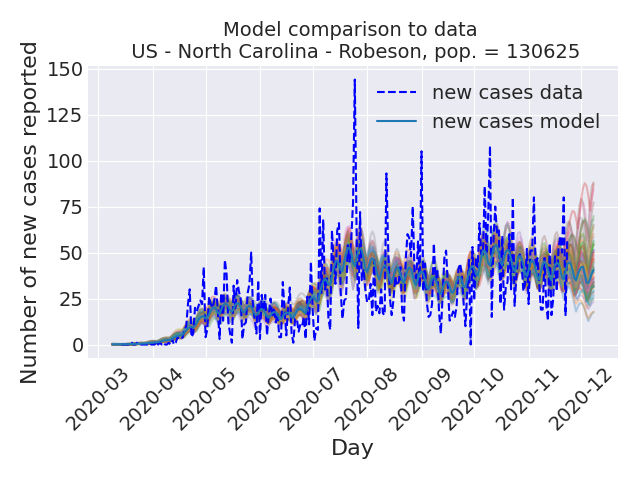 Model comparison to data
US - North Carolina - Robeson, pop. = 130625
Number of new cases reported
150
125
100
75
50
25
0
new cases data
new cases model
2020-03
2020-04
2020-05
2020-06
2020-07
2020-08
2020-09
2020-10
2020-11
2020-12
Day